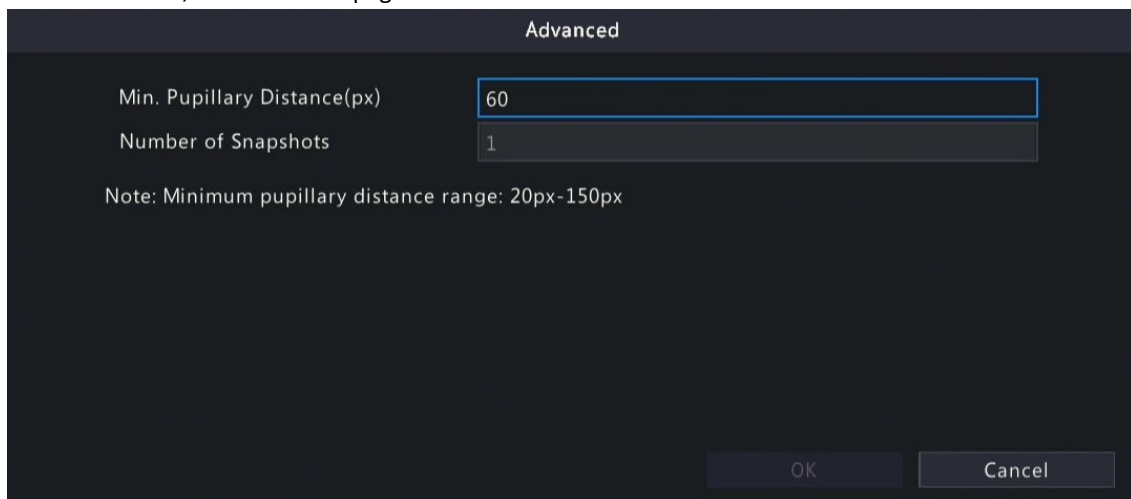 Advanced
Min. Pupillary Distance(px) 60
Number of Snapshots 1
Note: Minimum pupillary distance range: 20px-150px
OK Cancel